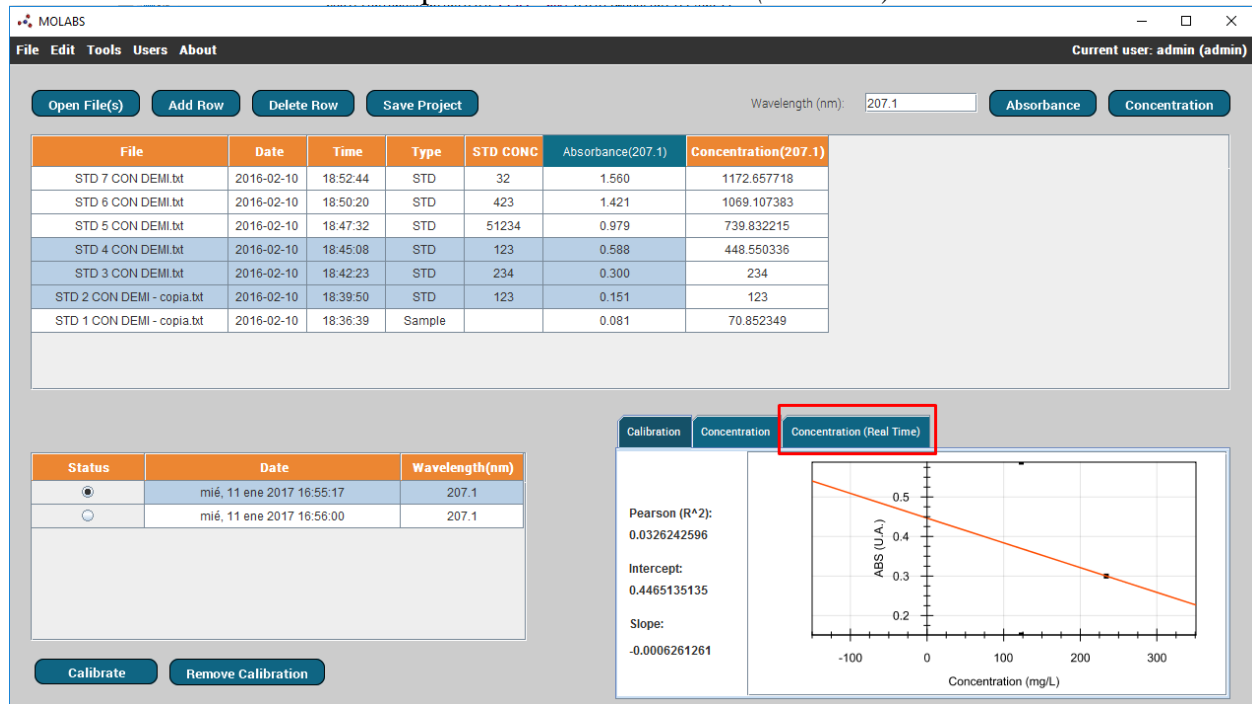 MOLABS
File Edit Tools Users About Current user: admin (admin)
Open File(s) Add Row Delete Row Save Project Wavelength (nm): 207.1 Absorbance Concentration
File Date Time Type STD CONC Absorbance(207.1) Concentration(207.1)
STD 7 CON DEMI.txt 2016-02-10 18:52:44 STD 32 1.560 1172.657718
STD 6 CON DEMI.txt 2016-02-10 18:50:20 STD 423 1.421 1069.107383
STD 5 CON DEMI.txt 2016-02-10 18:47:32 STD 51234 0.979 739.832215
STD 4 CON DEMI.txt 2016-02-10 18:45:08 STD 123 0.588 448.550336
STD 3 CON DEMI.txt 2016-02-10 18:42:23 STD 234 0.300 234
STD 2 CON DEMI - copia.txt 2016-02-10 18:39:50 STD 123 0.151 123
STD 1 CON DEMI - copia.txt 2016-02-10 18:36:39 Sample 0.081 70.852349
Status Date Wavelength(nm)
mié, 11 ene 2017 16:55:17 207.1
mié, 11 ene 2017 16:56:00 207.1
Calibrate Remove Calibration
Calibration Concentration Concentration (Real Time)
Pearson (R^2):
0.0326242596
Intercept:
0.4465135135
Slope:
-0.0006261261
ABS (U.A.)
0.5
0.4
0.3
0.2
-100 0 100 200 300
Concentration (mg/L)